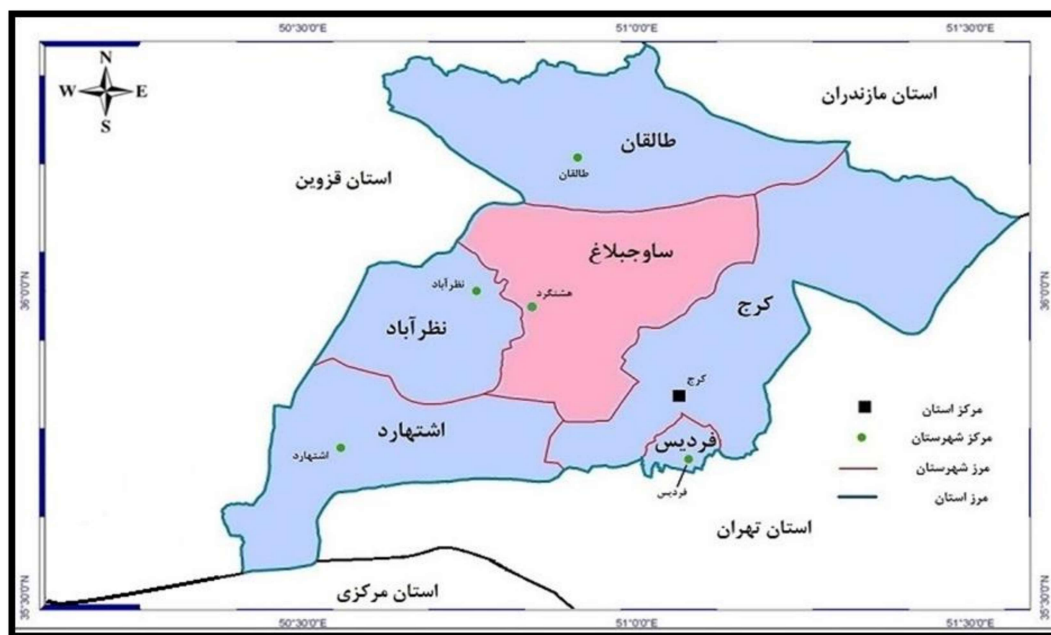 50°30'0"E
51°0'0"E
51°30'0"E
N
W E
S
استان مازندران
طالقان
طالقان
استان قزوین
ساوجبلاغ
36°0'0"N
36°0'0"N
نظرآباد
هشتگرد
کرج
نظرآباد
کرج
مرکز استان
اشتهارد
فردیس
مرکز شهرستان
اشتهارد
مرز شهرستان
فردیس
مرز استان
استان تهران
استان مرکزی
35°30'0"N
35°30'0"N
50°30'0"E
51°0'0"E
51°30'0"E